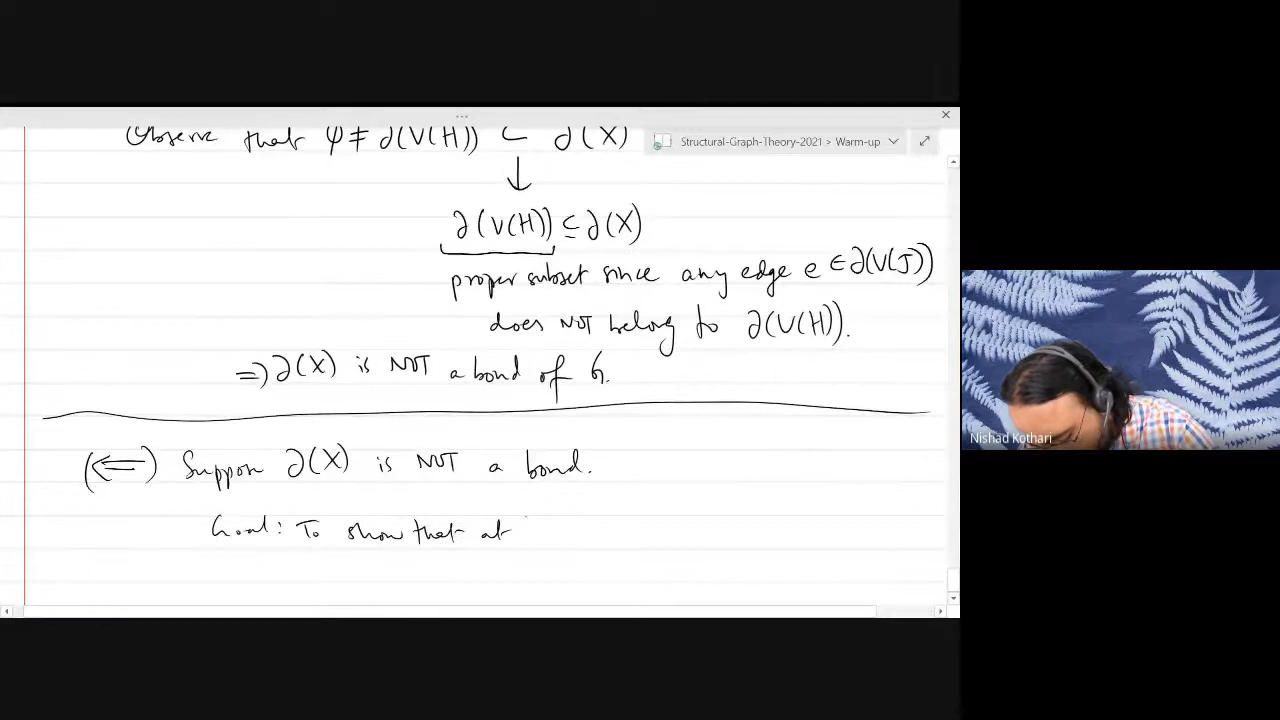 Observe that φ ≠ ∂(V(H)) ⊂ ∂(X)
Structural-Graph-Theory-2021 > Warm-up
↓
∂(V(H)) ⊆ ∂(X)
proper subset since any edge e ∈ ∂(V(J))
does NOT belong to ∂(V(H)).
⇒ ∂(X) is NOT a bond of G.
Nishad Kothari
(⇐) Suppose ∂(X) is NOT a bond.
Goal: To show that at